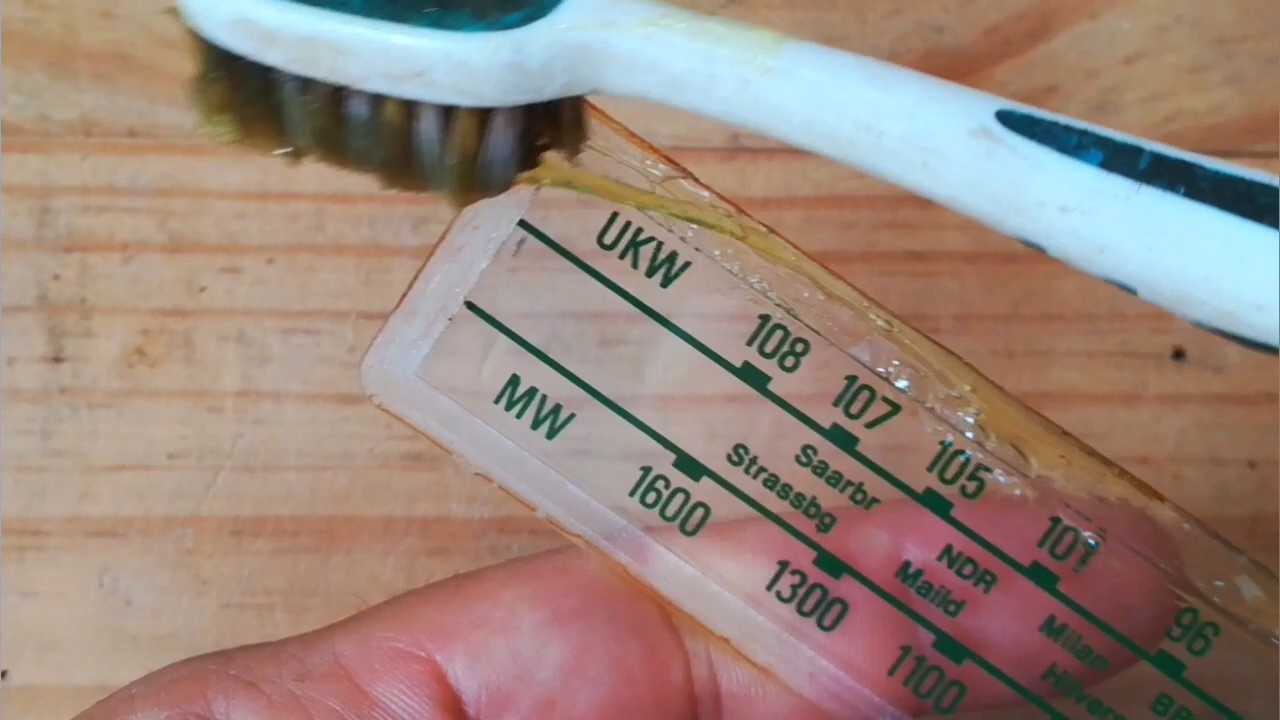 UKW
108 107 105 101 96
Saarbr NDR Milan
Strassbg Maild
MW
1600 1300 1100